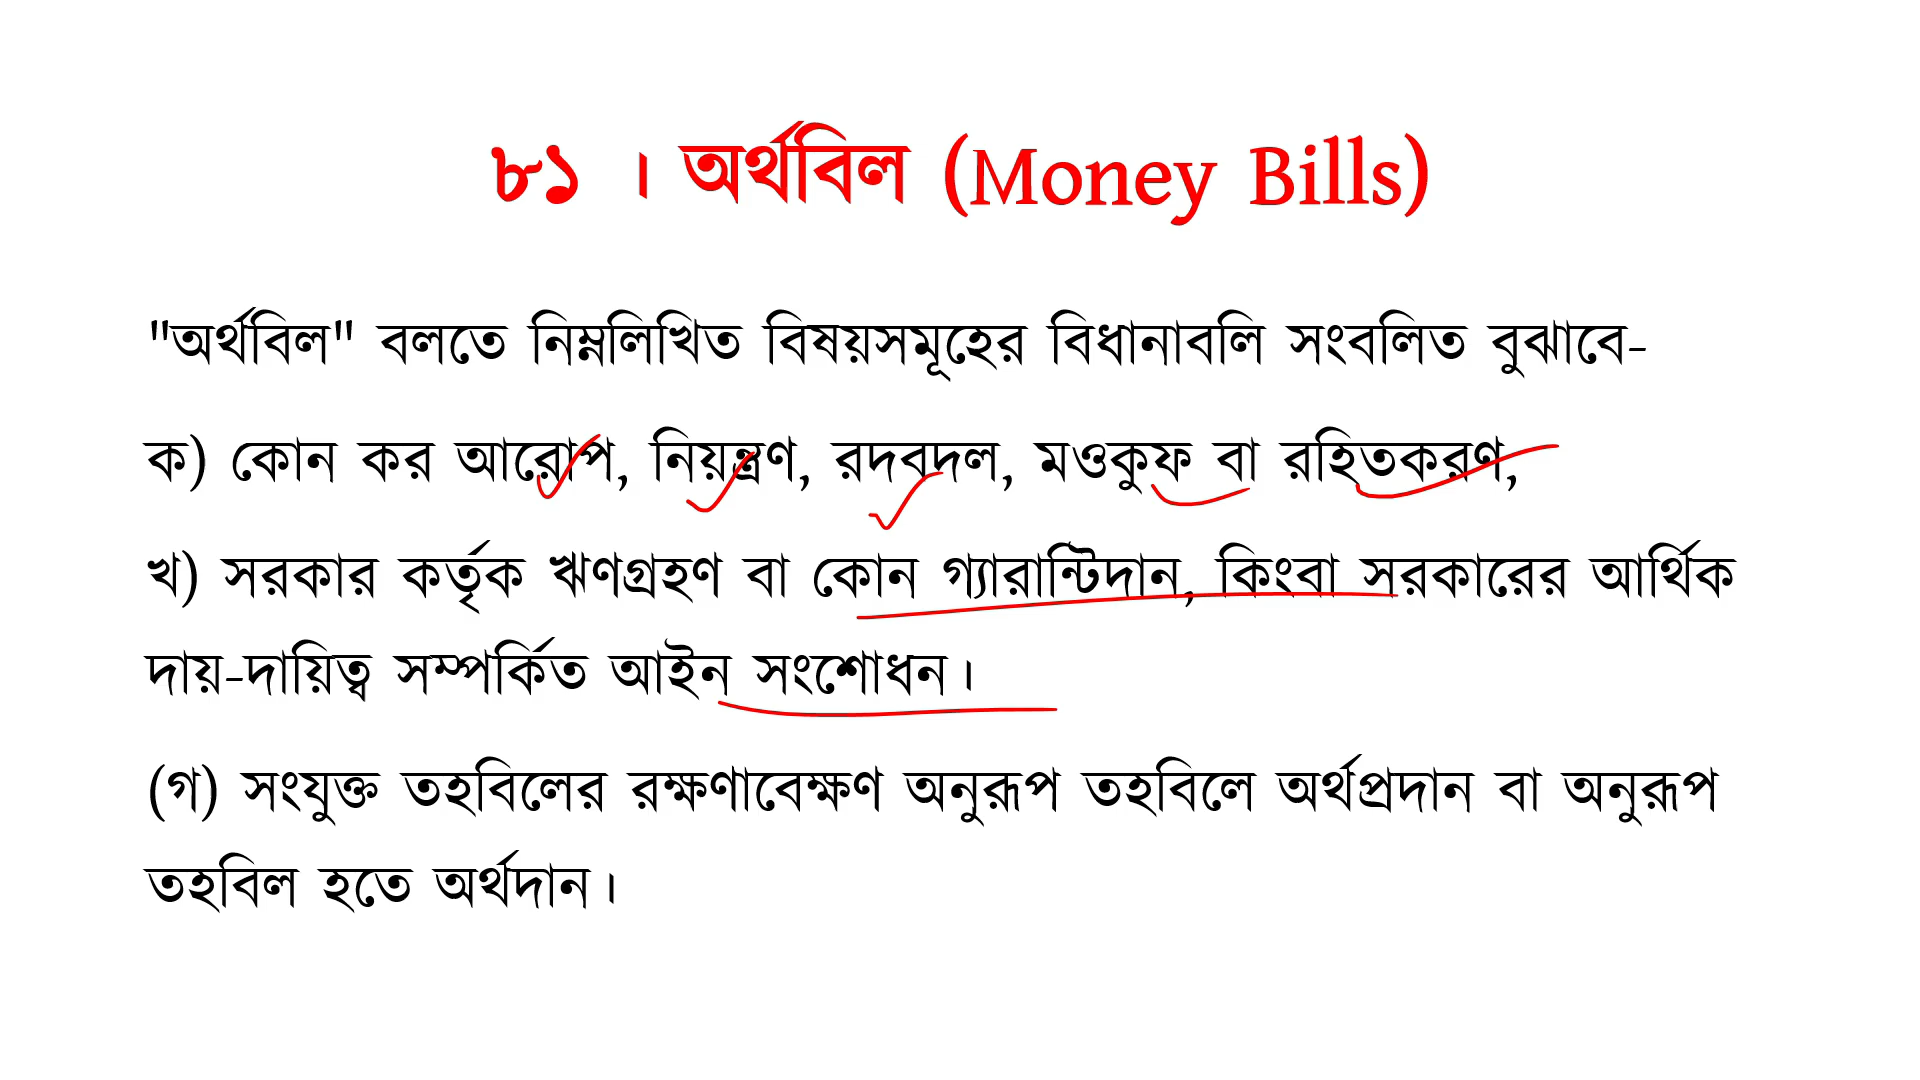 ৮১ । অর্থবিল (Money Bills)
"অর্থবিল" বলতে নিম্নলিখিত বিষয়সমূহের বিধানাবলি সংবলিত বুঝাবে-
ক) কোন কর আরোপ, নিয়ন্ত্রণ, রদবদল, মওকুফ বা রহিতকরণ,
খ) সরকার কর্তৃক ঋণগ্রহণ বা কোন গ্যারান্টিদান, কিংবা সরকারের আর্থিক
দায়-দায়িত্ব সম্পর্কিত আইন সংশোধন।
(গ) সংযুক্ত তহবিলের রক্ষণাবেক্ষণ অনুরূপ তহবিলে অর্থপ্রদান বা অনুরূপ
তহবিল হতে অর্থদান।